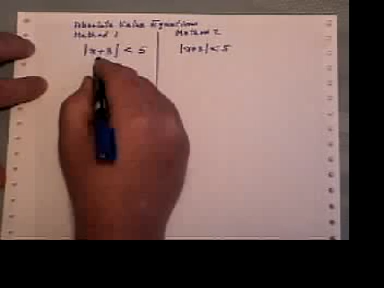 Absolute Value Equations
Method 1
Method 2
|x+3| < 5
|x+3| < 5